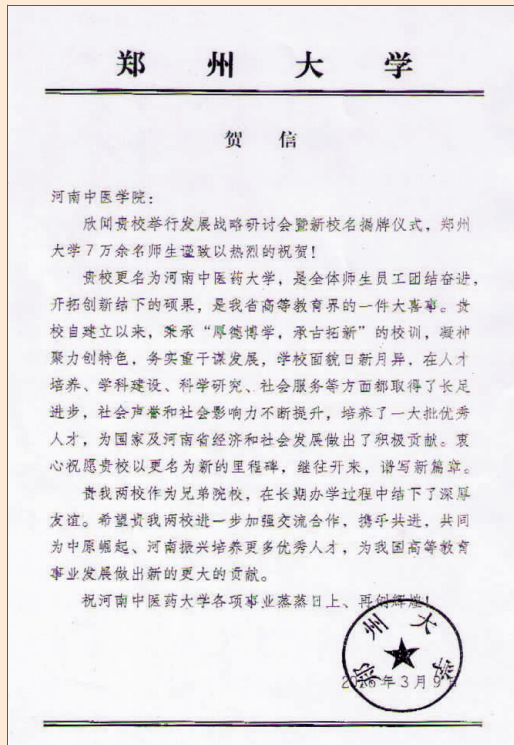 郑州大学
贺信
河南中医学院：
欣闻贵校举行发展战略研讨会暨新校名揭牌仪式，郑州
大学7万余名师生谨致以热烈的祝贺！
贵校更名为河南中医药大学，是全体师生员工团结奋进，
开拓创新结下的硕果，是我省高等教育界的一件大喜事。贵
校自建立以来，秉承“厚德博学，承古拓新”的校训，凝神
聚力创特色，务实重干谋发展，学校面貌日新月异，在人才
培养、学科建设、科学研究、社会服务等方面都取得了长足
进步，社会声誉和社会影响力不断提升，培养了一大批优秀
人才，为国家及河南省经济和社会发展做出了积极贡献。衷
心祝愿贵校以更名为新的里程碑，继往开来，谱写新篇章。
贵我两校作为兄弟院校，在长期办学过程中结下了深厚
友谊。希望贵我两校进一步加强交流合作，携手共进，共同
为中原崛起、河南振兴培养更多优秀人才，为我国高等教育
事业发展做出新的更大的贡献。
祝河南中医药大学各项事业蒸蒸日上、再创辉煌！
郑州大学
2016年3月9日